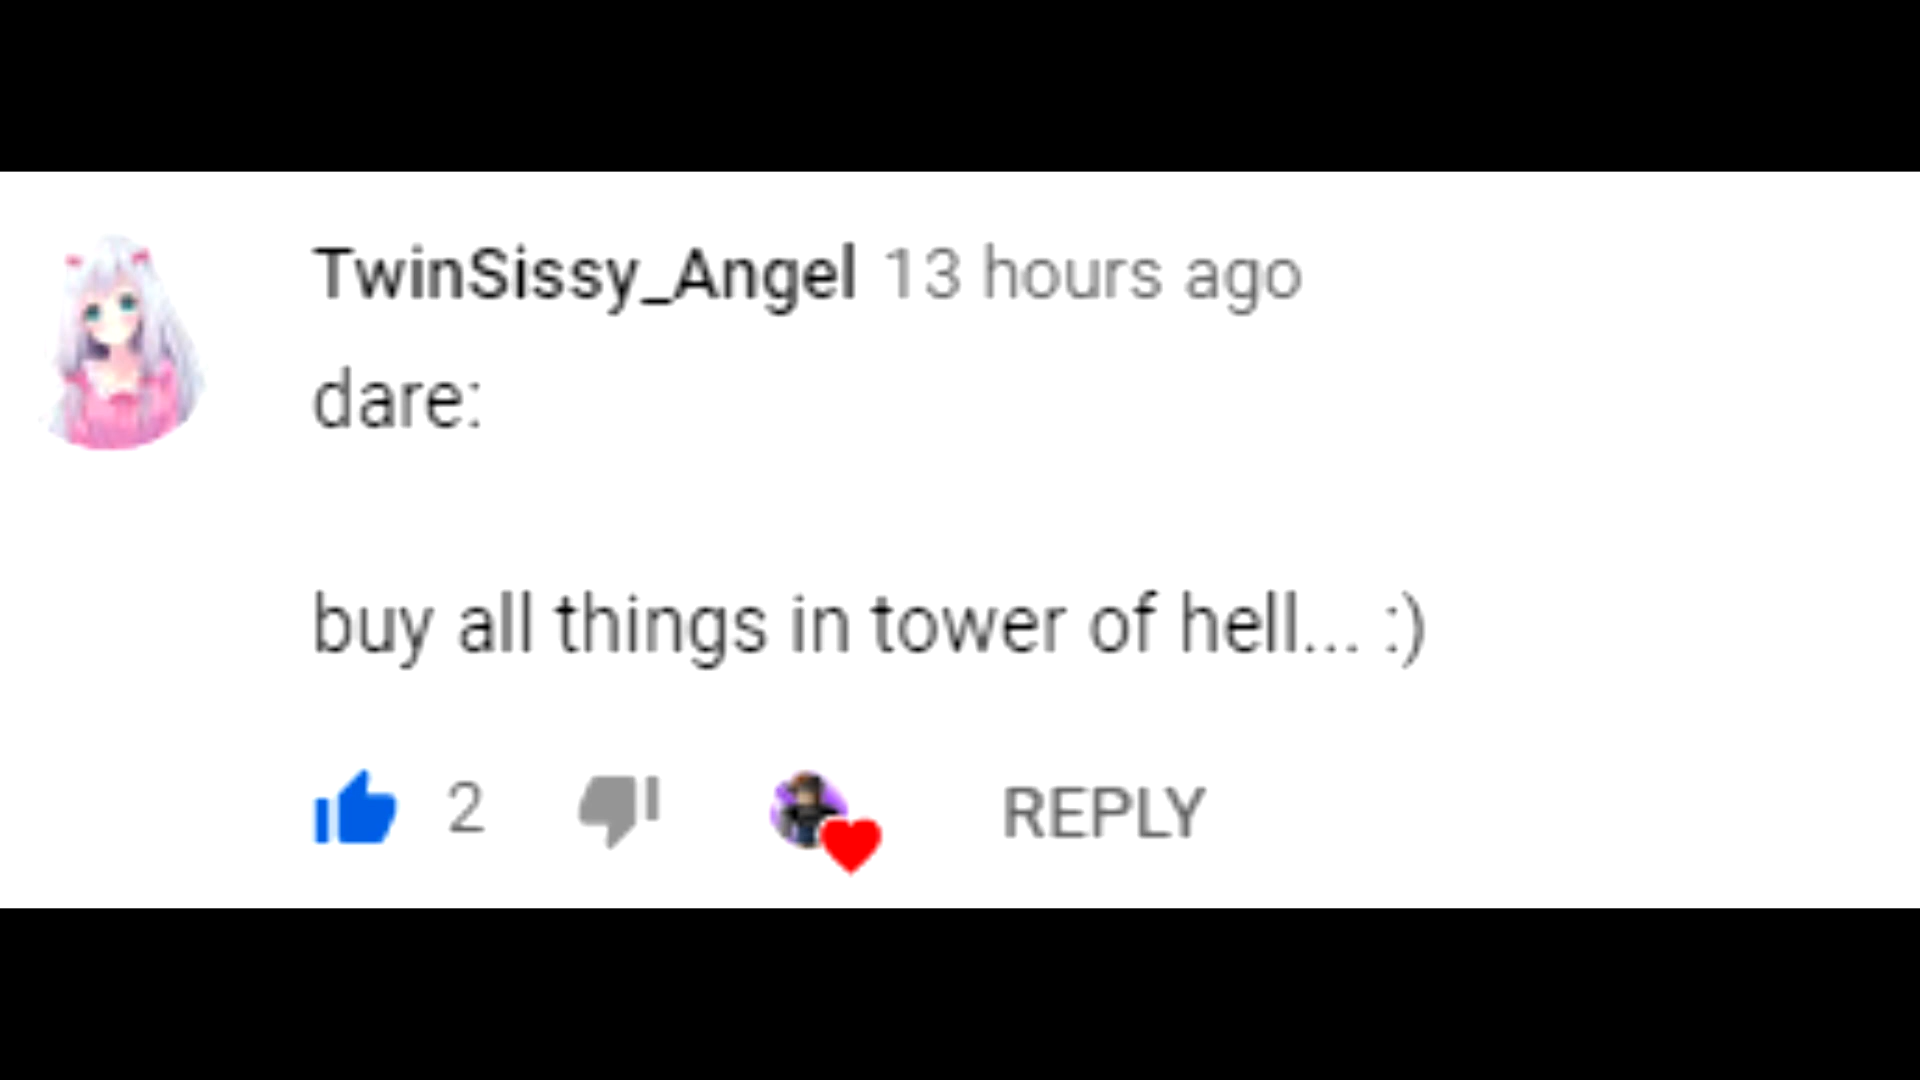 TwinSissy_Angel 13 hours ago
dare:
buy all things in tower of hell... :)
2 REPLY